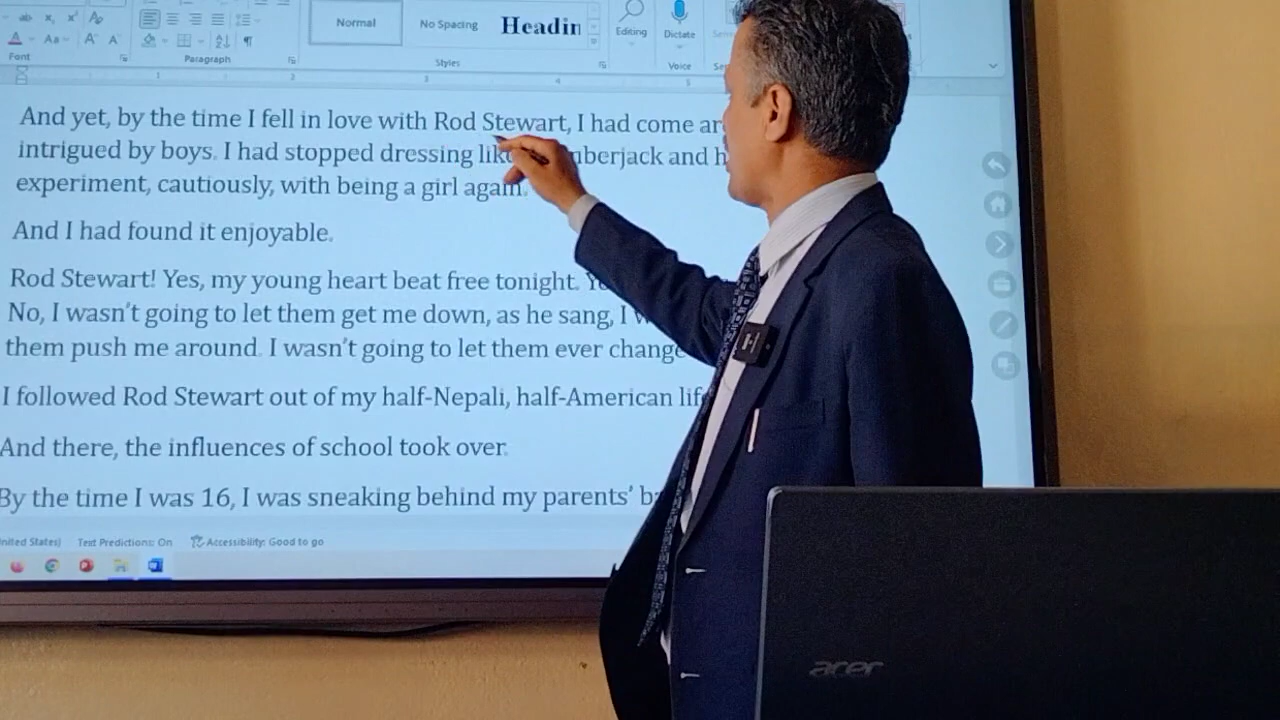 Normal
No Spacing
Headin
Editing
Dictate
Font
Paragraph
Styles
Voice
And yet, by the time I fell in love with Rod Stewart, I had come
intrigued by boys. I had stopped dressing and
experiment, cautiously, with being a girl again.
And I had found it enjoyable.
Rod Stewart! Yes, my young heart beat free tonight.
No, I wasn't going to let them get me down, as he sang, I
them push me around. I wasn't going to let them ever change
I followed Rod Stewart out of my half-Nepali, half-American
And there, the influences of school took over.
By the time I was 16, I was sneaking behind my parents'
Text Predictions: On
Accessibility: Good to go
acer